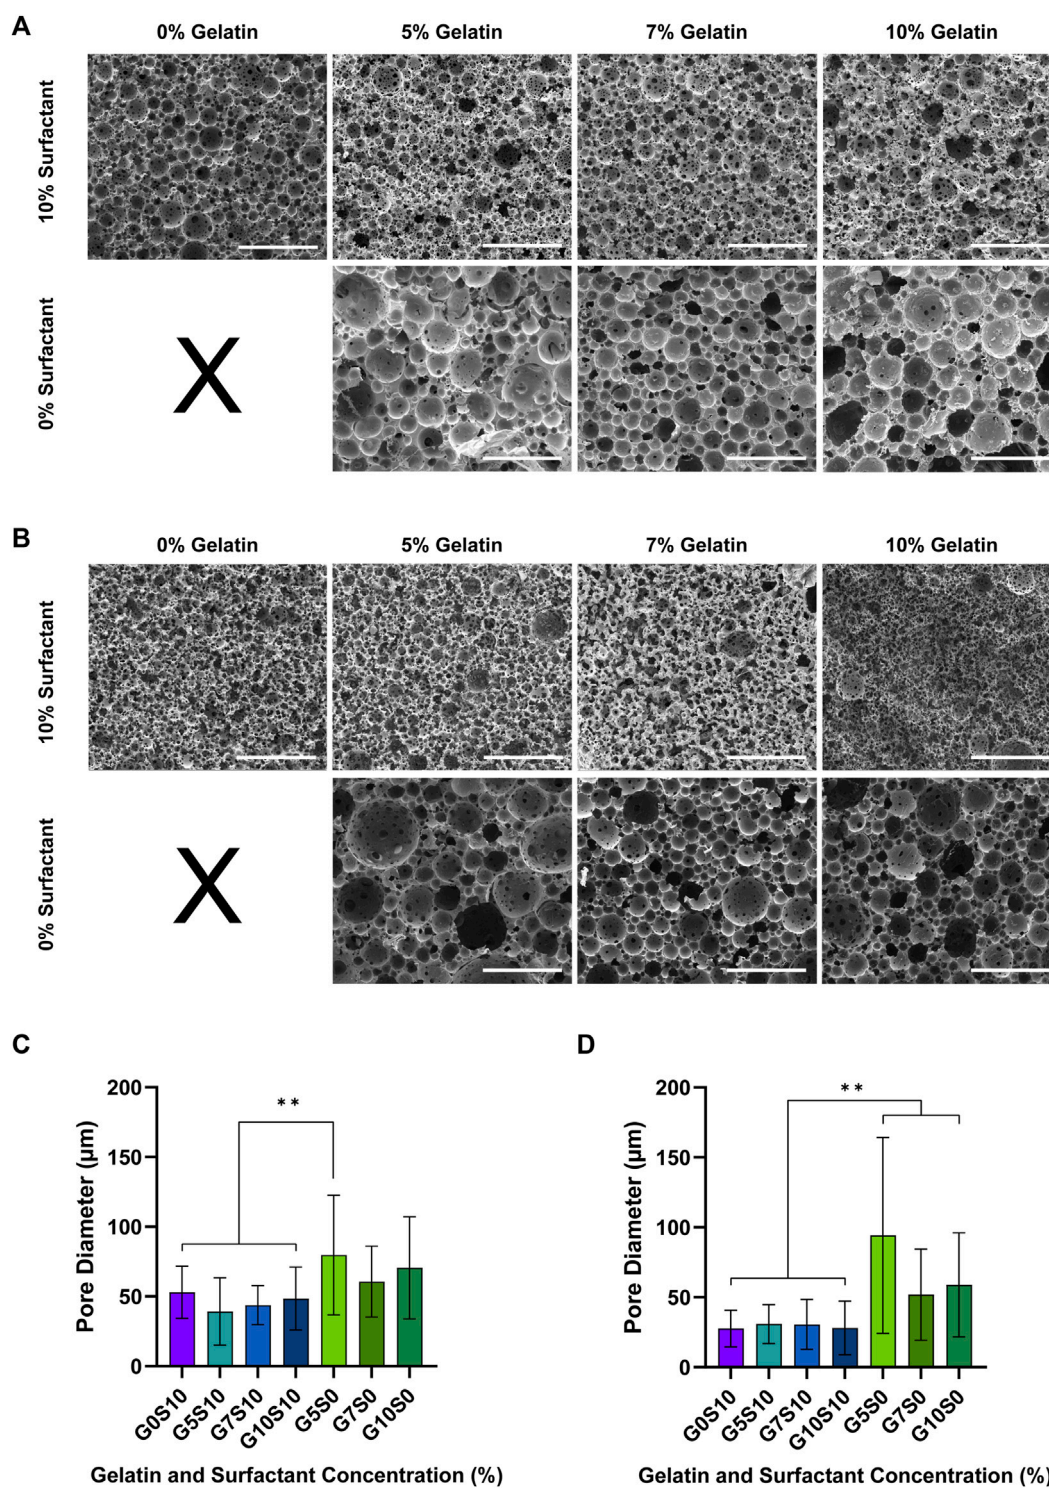 A
0% Gelatin 5% Gelatin 7% Gelatin 10% Gelatin
10% Surfactant
0% Surfactant
X
B
0% Gelatin 5% Gelatin 7% Gelatin 10% Gelatin
10% Surfactant
0% Surfactant
X
C
Pore Diameter (µm)
200
150
100
50
0
**
G0S10 G5S10 G7S10 G10S10 G5S0 G7S0 G10S0
Gelatin and Surfactant Concentration (%)
D
Pore Diameter (µm)
200
150
100
50
0
**
G0S10 G5S10 G7S10 G10S10 G5S0 G7S0 G10S0
Gelatin and Surfactant Concentration (%)